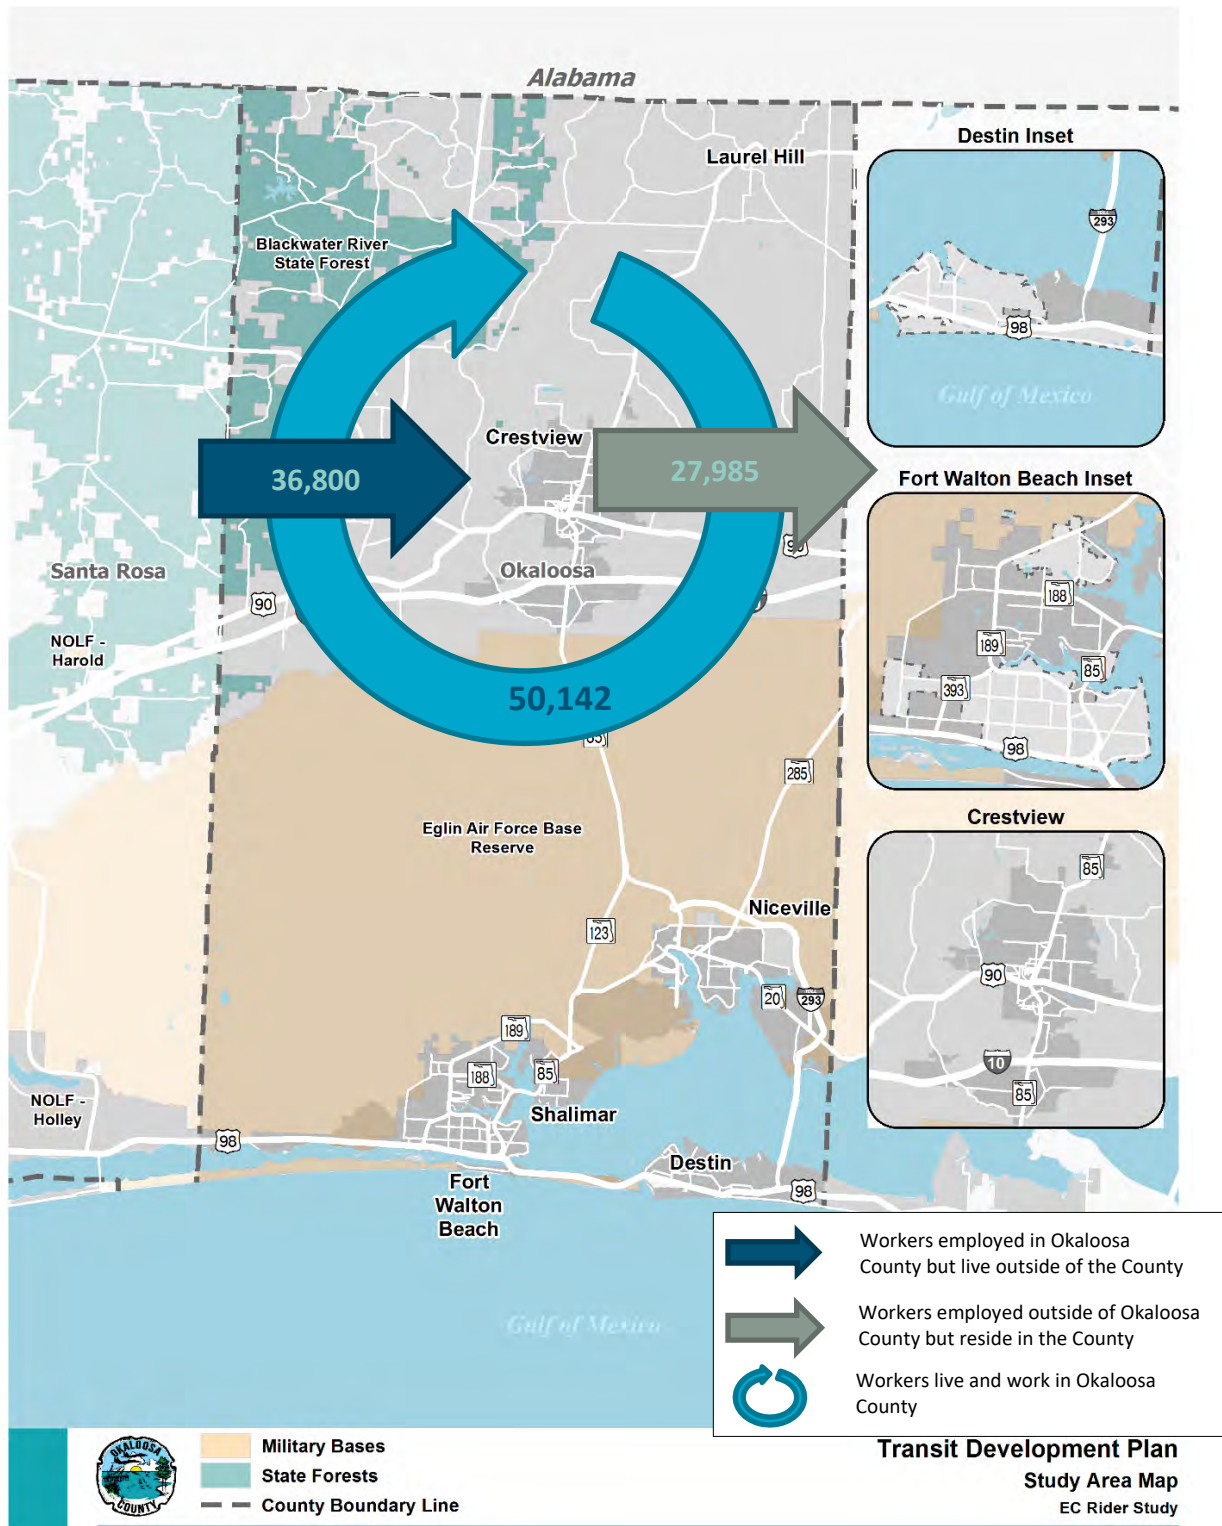 Alabama
Destin Inset
Laurel Hill
293
Blackwater River
State Forest
98
Gulf of Mexico
Crestview
36,800
27,985
Fort Walton Beach Inset
Santa Rosa
Okaloosa
90
188
NOLF -
Harold
189
85
393
50,142
98
285
Crestview
Eglin Air Force Base
Reserve
85
Niceville
123
90
20
293
189
10
188
85
85
NOLF -
Holley
Shalimar
98
Destin
Fort
Walton
Beach
98
Workers employed in Okaloosa
County but live outside of the County
Workers employed outside of Okaloosa
County but reside in the County
Gulf of Mexico
Workers live and work in Okaloosa
County
OKALOOSA
COUNTY
Military Bases
State Forests
County Boundary Line
Transit Development Plan
Study Area Map
EC Rider Study